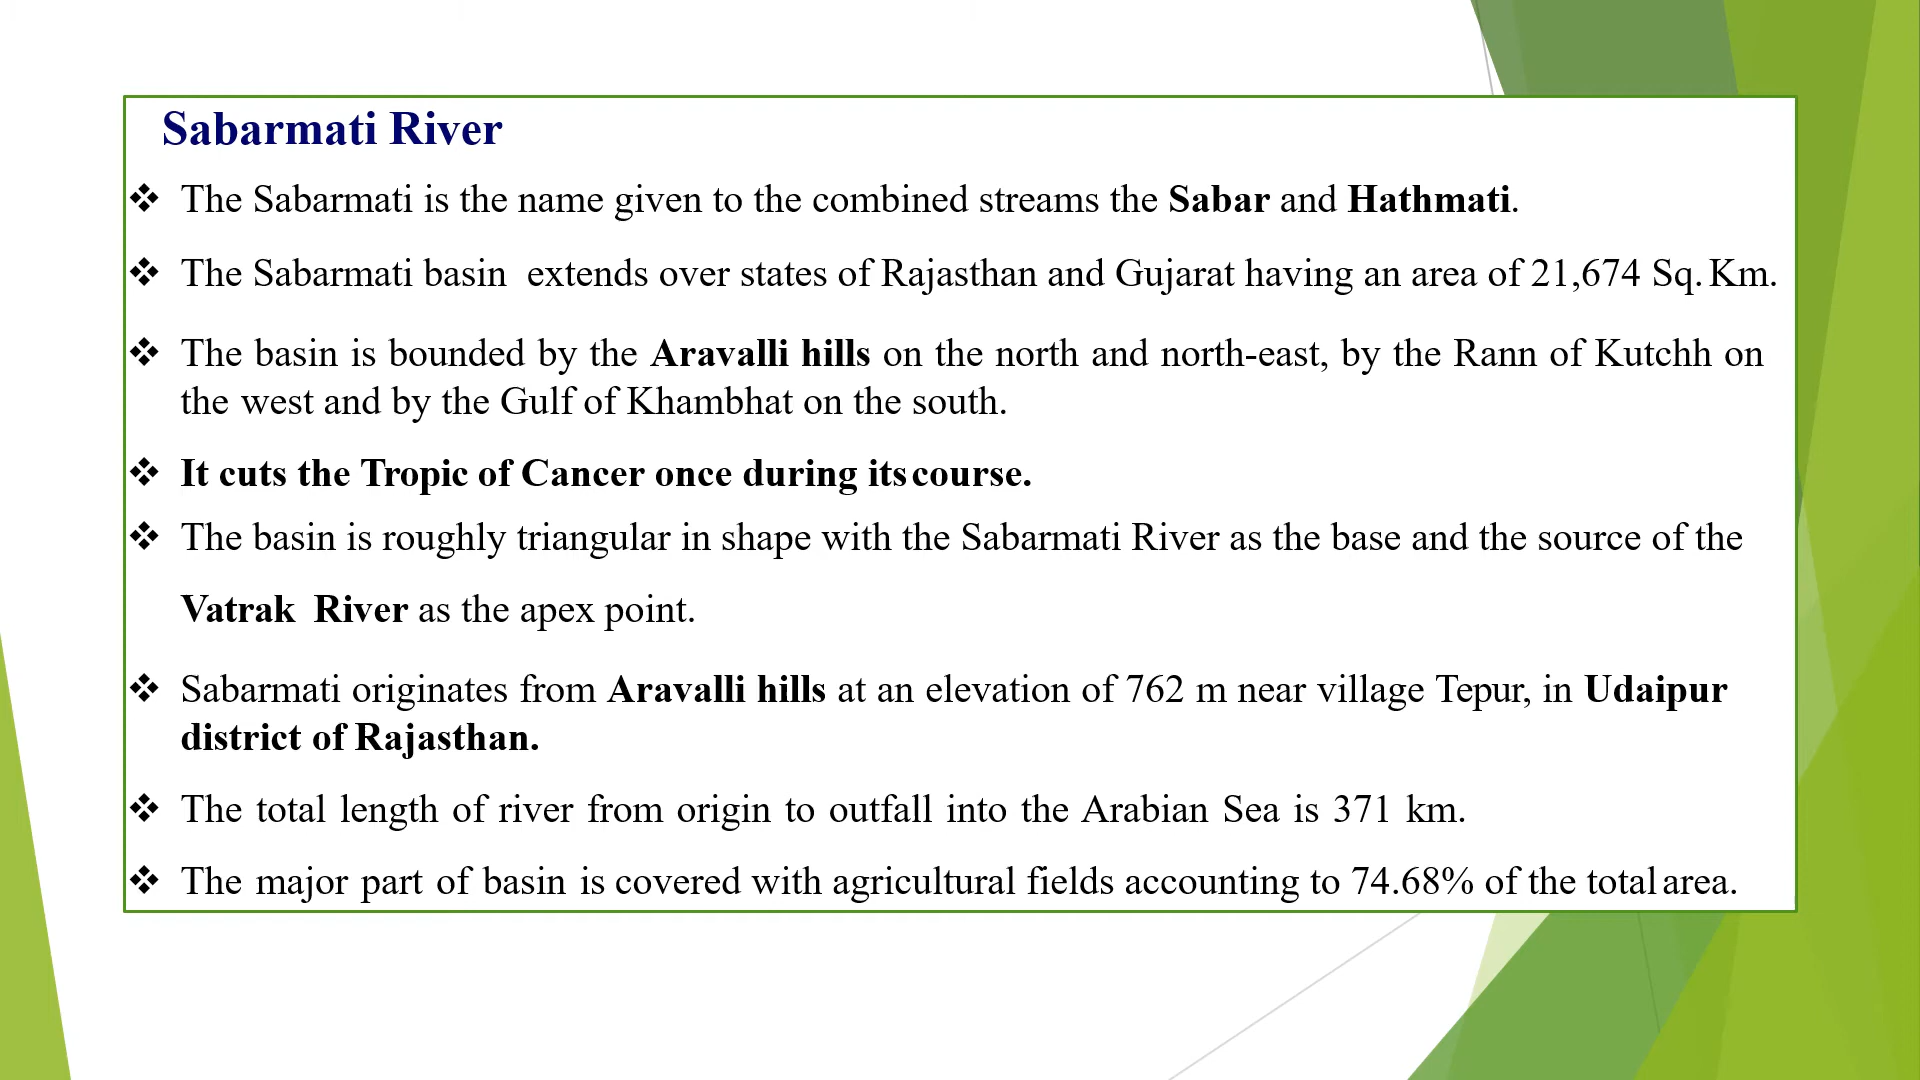 Sabarmati River
❖ The Sabarmati is the name given to the combined streams the Sabar and Hathmati.
❖ The Sabarmati basin extends over states of Rajasthan and Gujarat having an area of 21,674 Sq. Km.
❖ The basin is bounded by the Aravalli hills on the north and north-east, by the Rann of Kutchh on
the west and by the Gulf of Khambhat on the south.
❖ It cuts the Tropic of Cancer once during its course.
❖ The basin is roughly triangular in shape with the Sabarmati River as the base and the source of the
Vatrak River as the apex point.
❖ Sabarmati originates from Aravalli hills at an elevation of 762 m near village Tepur, in Udaipur
district of Rajasthan.
❖ The total length of river from origin to outfall into the Arabian Sea is 371 km.
❖ The major part of basin is covered with agricultural fields accounting to 74.68% of the total area.